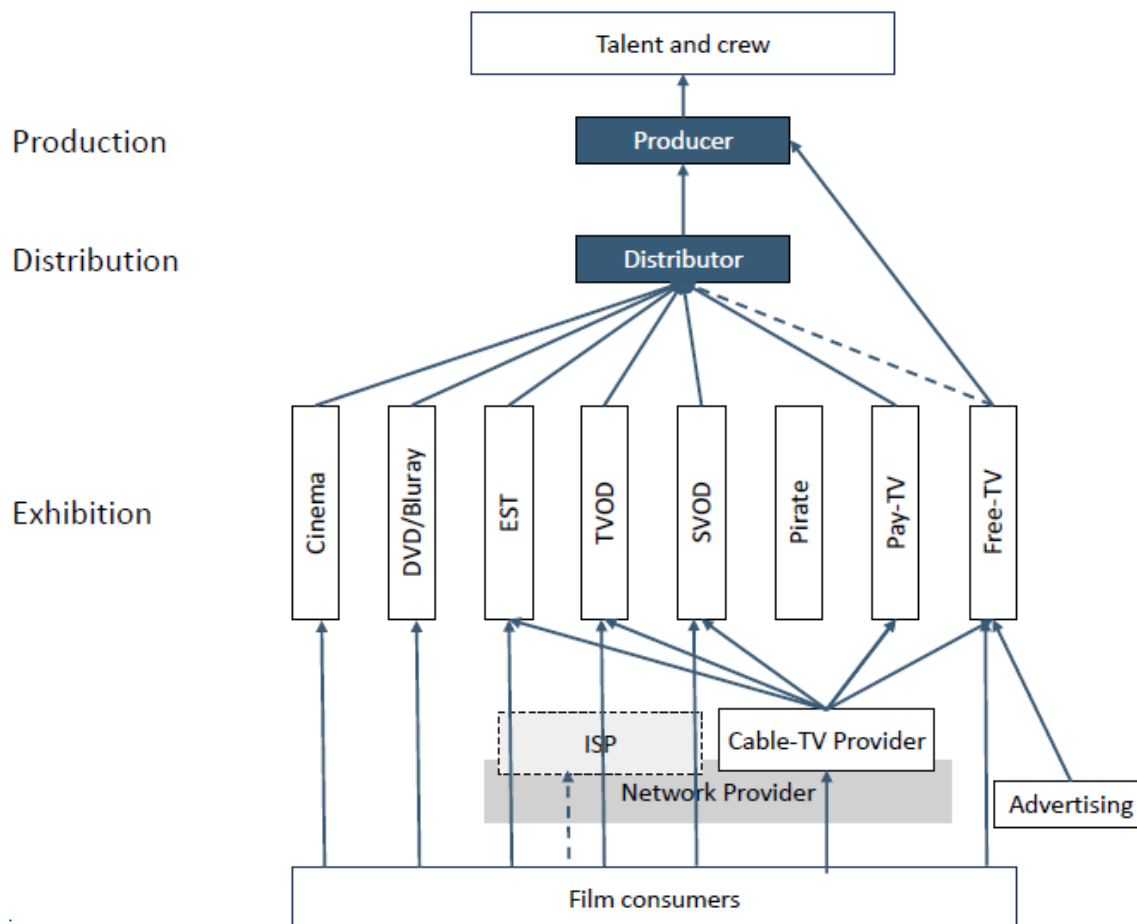 Talent and crew
Production
Producer
Distribution
Distributor
Exhibition
Cinema
DVD/Bluray
EST
TVOD
SVOD
Pirate
Pay-TV
Free-TV
ISP
Cable-TV Provider
Network Provider
Advertising
Film consumers